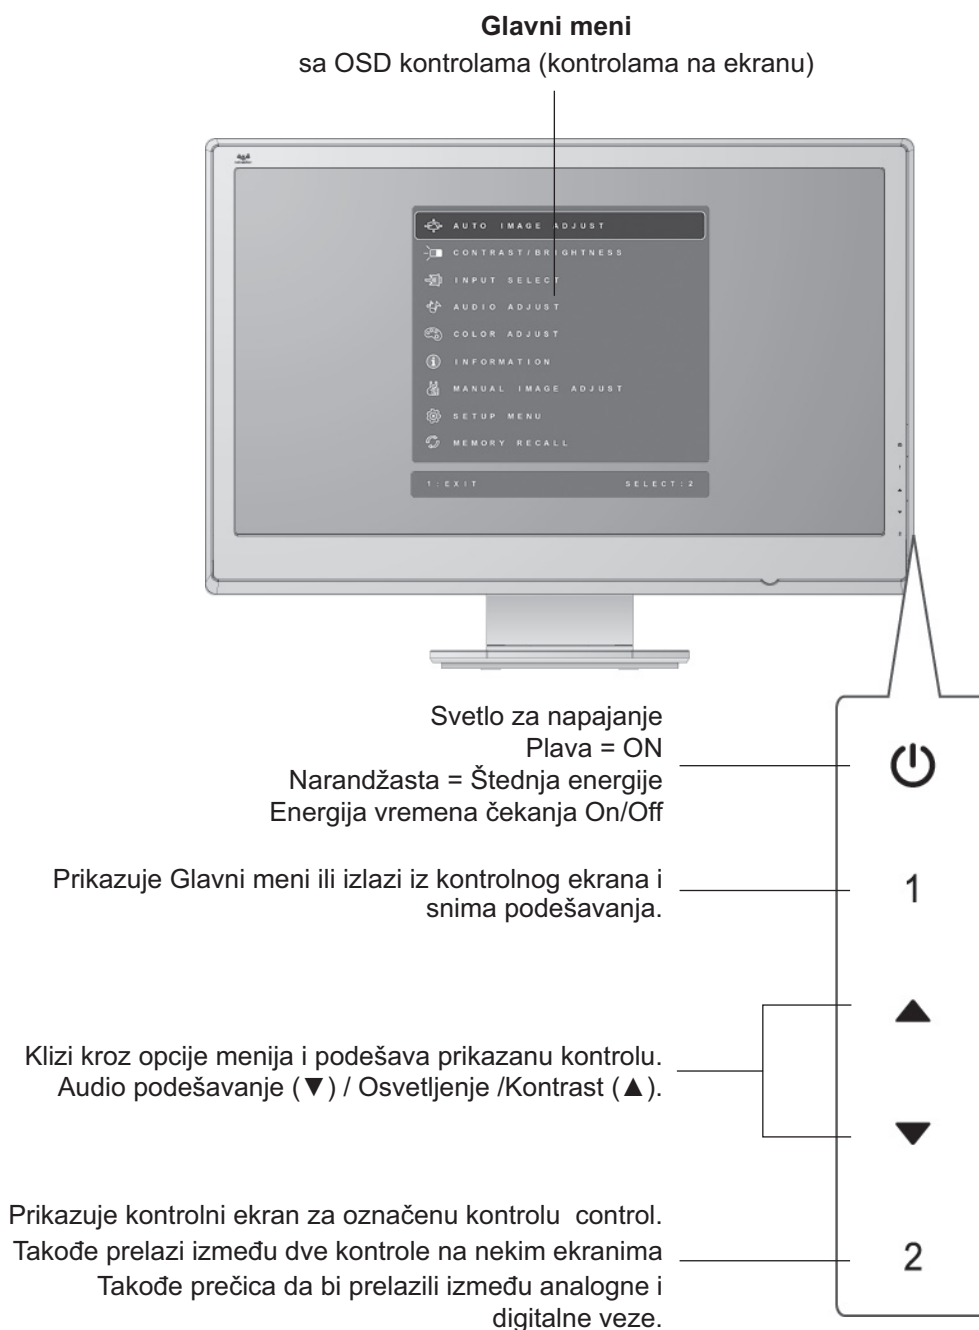 Glavni meni
sa OSD kontrolama (kontrolama na ekranu)
AUTO IMAGE ADJUST
CONTRAST/BRIGHTNESS
INPUT SELECT
AUDIO ADJUST
COLOR ADJUST
INFORMATION
MANUAL IMAGE ADJUST
SETUP MENU
MEMORY RECALL
1:EXIT SELECT:2
Svetlo za napajanje
Plava = ON
Narandžasta = Štednja energije
Energija vremena čekanja On/Off
Prikazuje Glavni meni ili izlazi iz kontrolnog ekrana i
snima podešavanja.
1
Klizi kroz opcije menija i podešava prikazanu kontrolu.
Audio podešavanje (▼) / Osvetljenje /Kontrast (▲).
▲
▼
Prikazuje kontrolni ekran za označenu kontrolu  control.
Takođe prelazi između dve kontrole na nekim ekranima
Takođe prečica da bi prelazili između analogne i
digitalne veze.
2